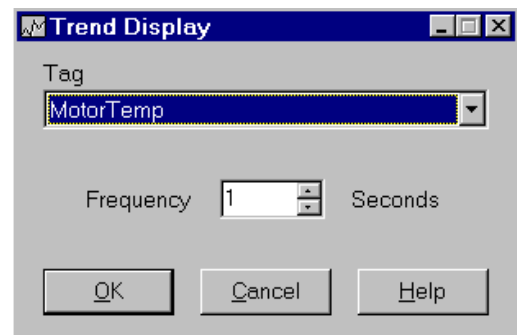 Trend Display
Tag
MotorTemp
Frequency 1 Seconds
OK Cancel Help